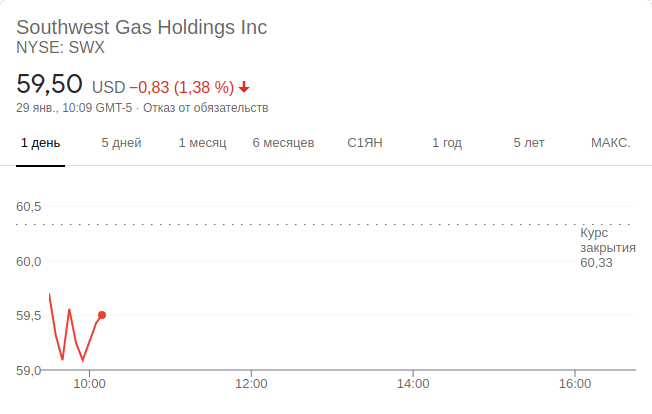 Southwest Gas Holdings Inc
NYSE: SWX
59,50 USD −0,83 (1,38 %)
29 янв., 10:09 GMT-5 · Отказ от обязательств
1 день 5 дней 1 месяц 6 месяцев С1ЯН 1 год 5 лет МАКС.
60,5
Курс
закрытия
60,33
60,0
59,5
59,0
10:00 12:00 14:00 16:00